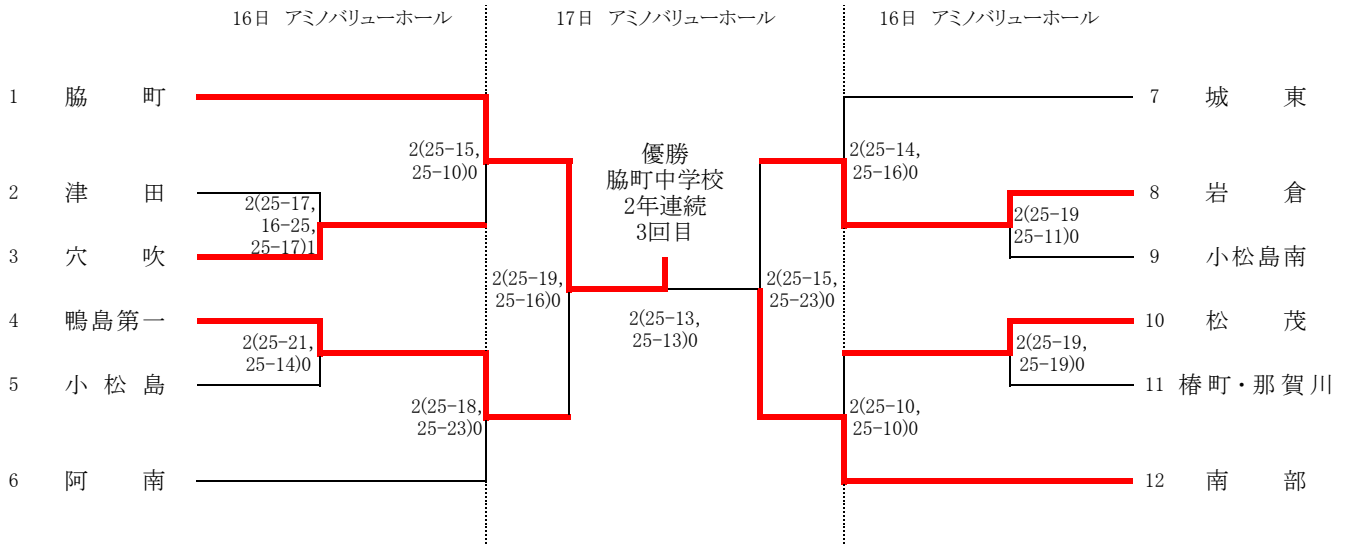 16日 アミノバリューホール
17日 アミノバリューホール
16日 アミノバリューホール
1 脇 町
2 津 田
3 穴 吹
4 鴨島第一
5 小 松 島
6 阿 南
2(25-17,
16-25,
25-17)1
2(25-21,
25-14)0
2(25-15,
25-10)0
2(25-18,
25-23)0
2(25-19,
25-16)0
優勝
脇町中学校
2年連続
3回目
2(25-13,
25-13)0
2(25-15,
25-23)0
2(25-14,
25-16)0
2(25-10,
25-10)0
2(25-19
25-11)0
2(25-19,
25-19)0
7 城 東
8 岩 倉
9 小松島南
10 松 茂
11 椿町・那賀川
12 南 部